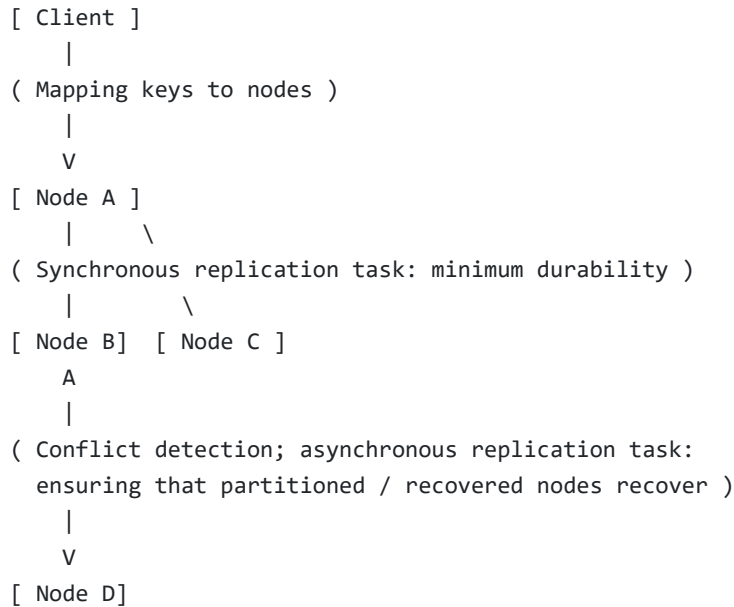 [ Client ]
|
( Mapping keys to nodes )
|
V
[ Node A ]
| \
( Synchronous replication task: minimum durability )
| \
[ Node B] [ Node C ]
A
|
( Conflict detection; asynchronous replication task:
ensuring that partitioned / recovered nodes recover )
|
V
[ Node D]